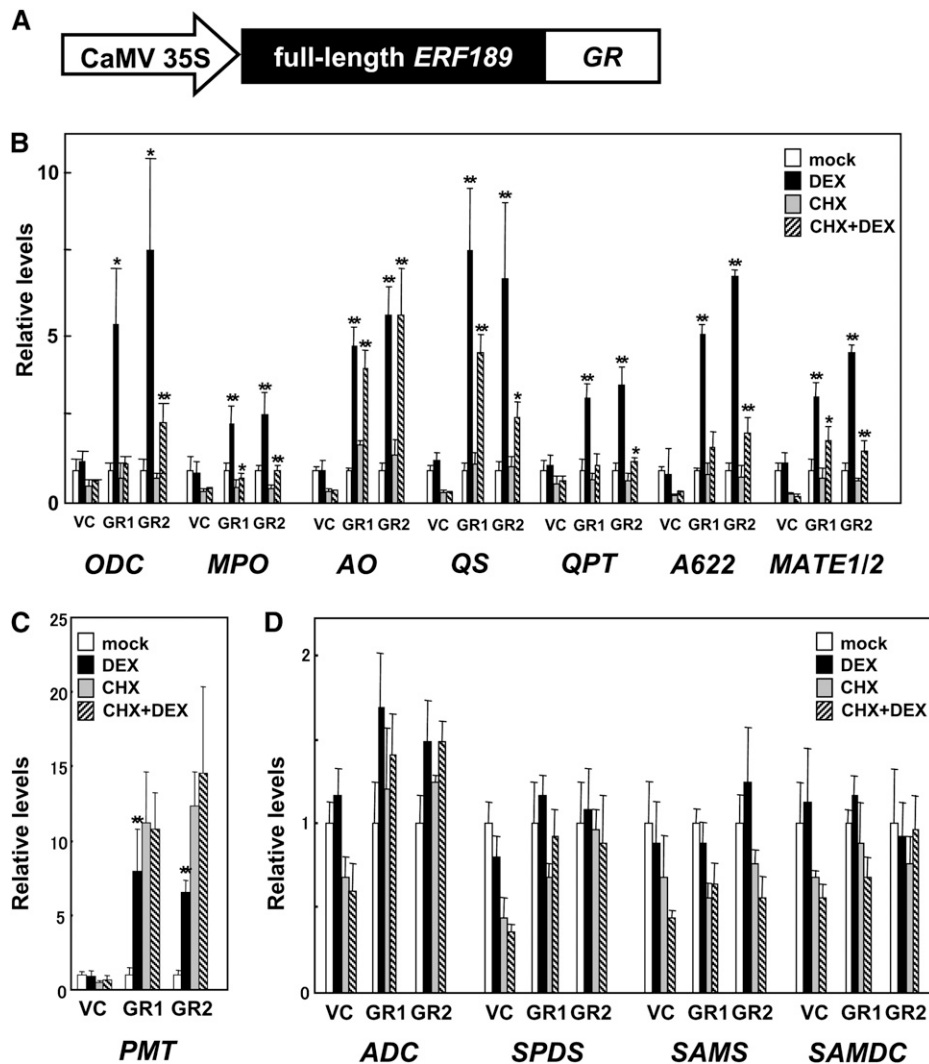 A
CaMV 35S full-length ERF189 GR
B
Relative levels
10
5
0
mock
DEX
CHX
CHX+DEX
* * ** ** ** ** ** ** ** ** ** ** ** ** ** ** ** * ** * * ** * **
VC GR1 GR2 VC GR1 GR2 VC GR1 GR2 VC GR1 GR2 VC GR1 GR2 VC GR1 GR2 VC GR1 GR2
ODC MPO AO QS QPT A622 MATE1/2
C
Relative levels
25
20
15
10
5
0
mock
DEX
CHX
CHX+DEX
** **
VC GR1 GR2
PMT
D
Relative levels
2
1
0
mock
DEX
CHX
CHX+DEX
VC GR1 GR2 VC GR1 GR2 VC GR1 GR2 VC GR1 GR2
ADC SPDS SAMS SAMDC